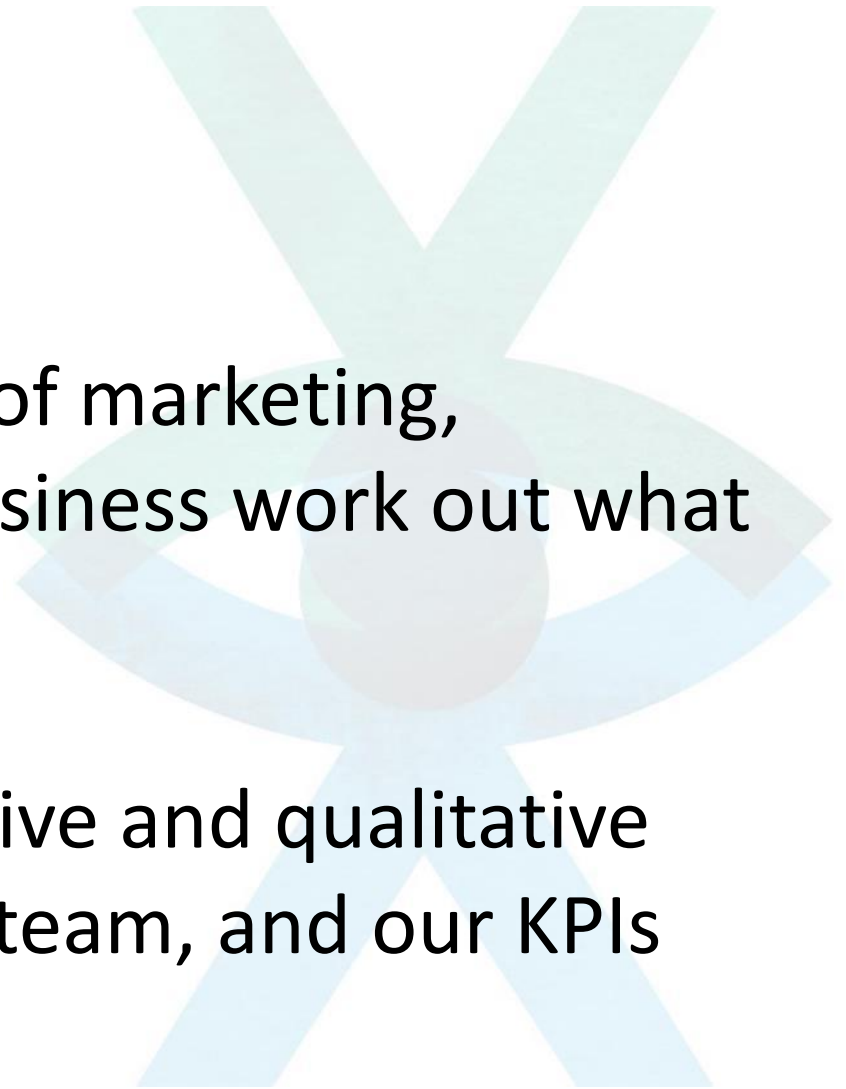 of marketing,
siness work out what
ive and qualitative
team, and our KPIs